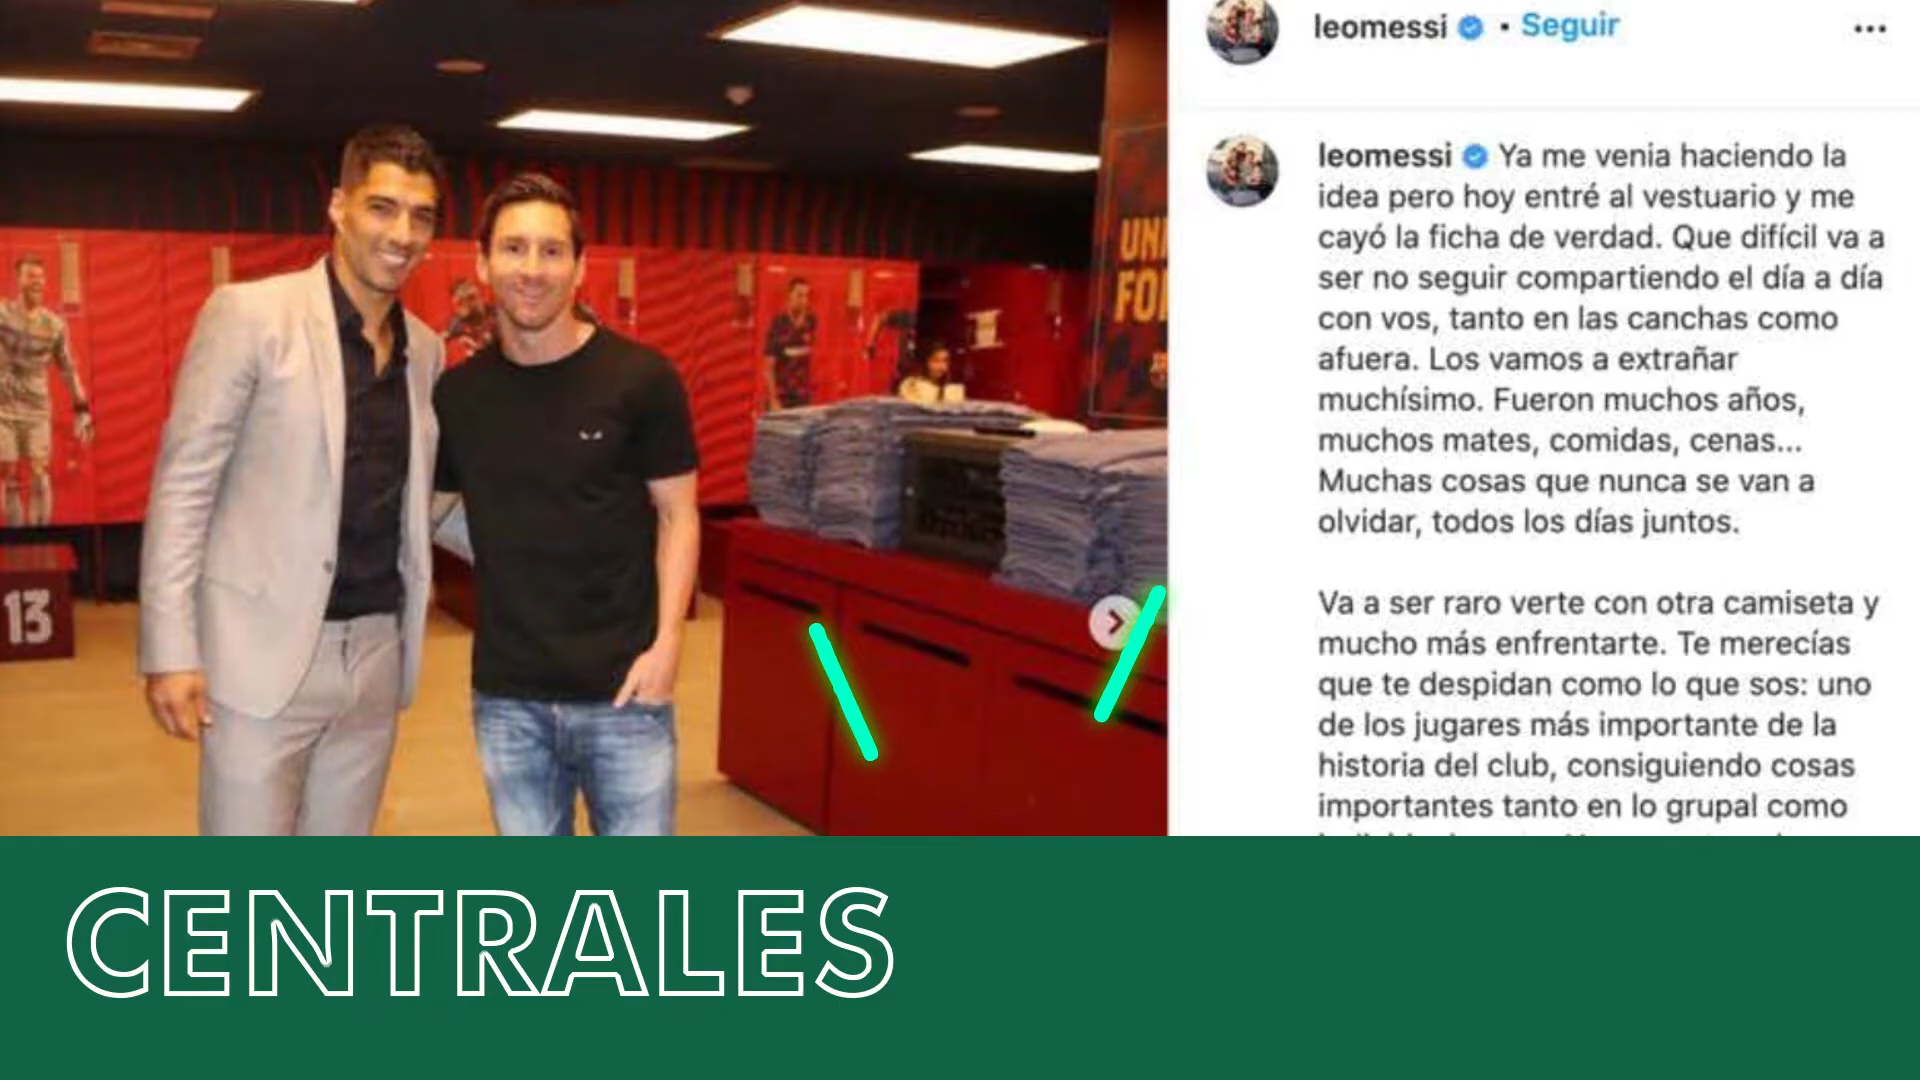 leomessi • Seguir
leomessi Ya me venia haciendo la
idea pero hoy entré al vestuario y me
cayó la ficha de verdad. Que difícil va a
ser no seguir compartiendo el día a día
con vos, tanto en las canchas como
afuera. Los vamos a extrañar
muchísimo. Fueron muchos años,
muchos mates, comidas, cenas...
Muchas cosas que nunca se van a
olvidar, todos los días juntos.
Va a ser raro verte con otra camiseta y
mucho más enfrentarte. Te merecías
que te despidan como lo que sos: uno
de los jugares más importante de la
historia del club, consiguiendo cosas
importantes tanto en lo grupal como
13
CENTRALES